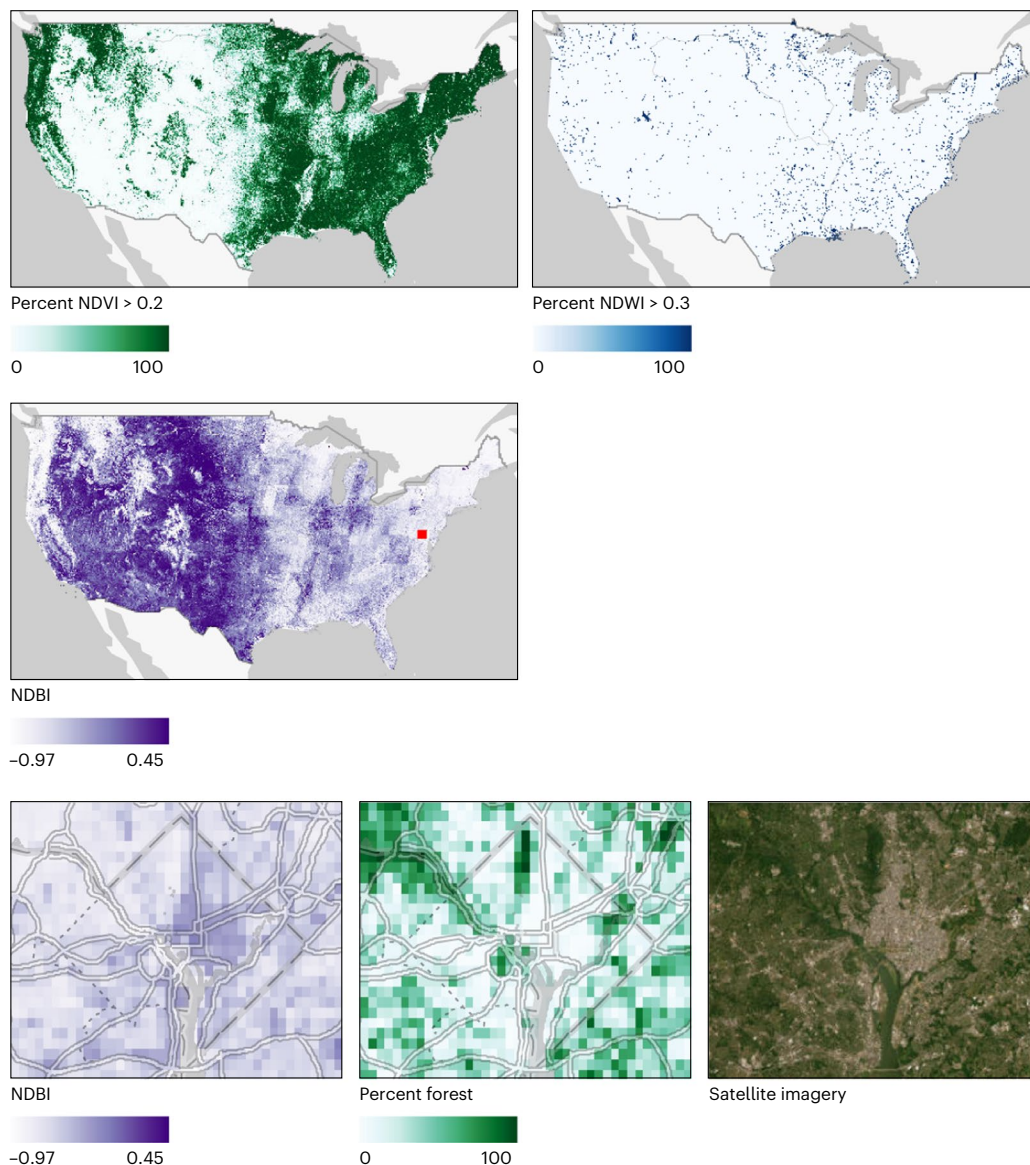 Percent NDVI > 0.2
0 100
Percent NDWI > 0.3
0 100
NDBI
–0.97 0.45
NDBI
–0.97 0.45
Percent forest
0 100
Satellite imagery